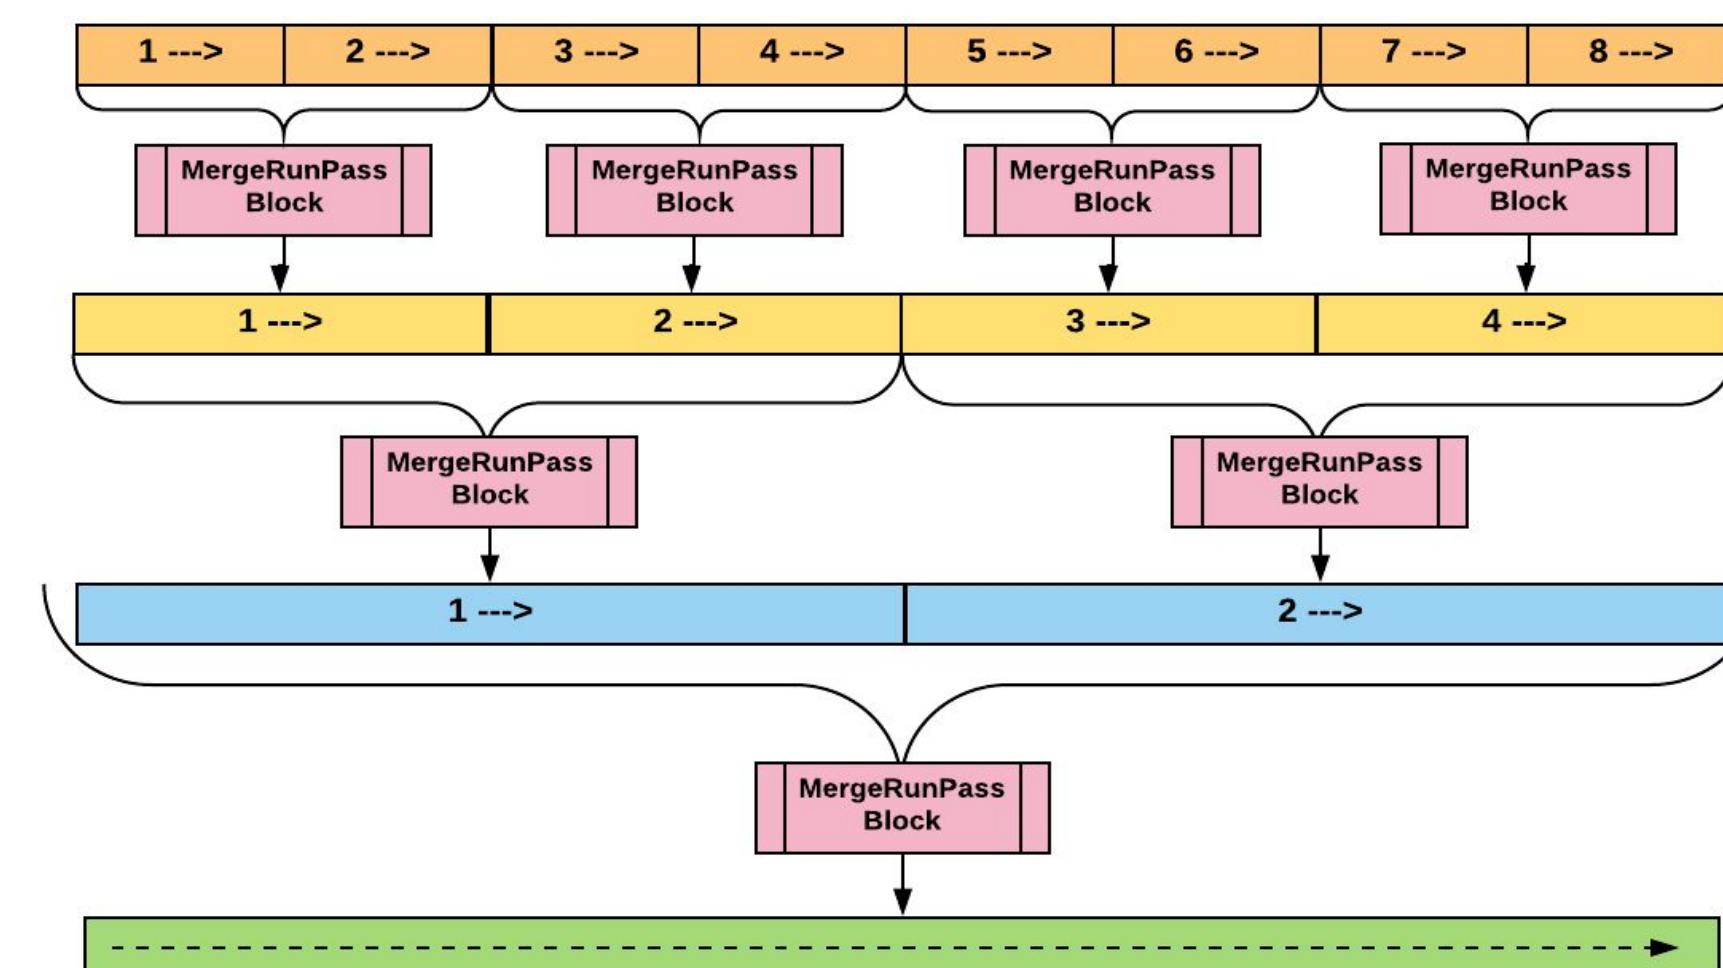 1 --->
2 --->
3 --->
4 --->
5 --->
6 --->
7 --->
8 --->
MergeRunPass
Block
MergeRunPass
Block
MergeRunPass
Block
MergeRunPass
Block
1 --->
2 --->
3 --->
4 --->
MergeRunPass
Block
MergeRunPass
Block
1 --->
2 --->
MergeRunPass
Block